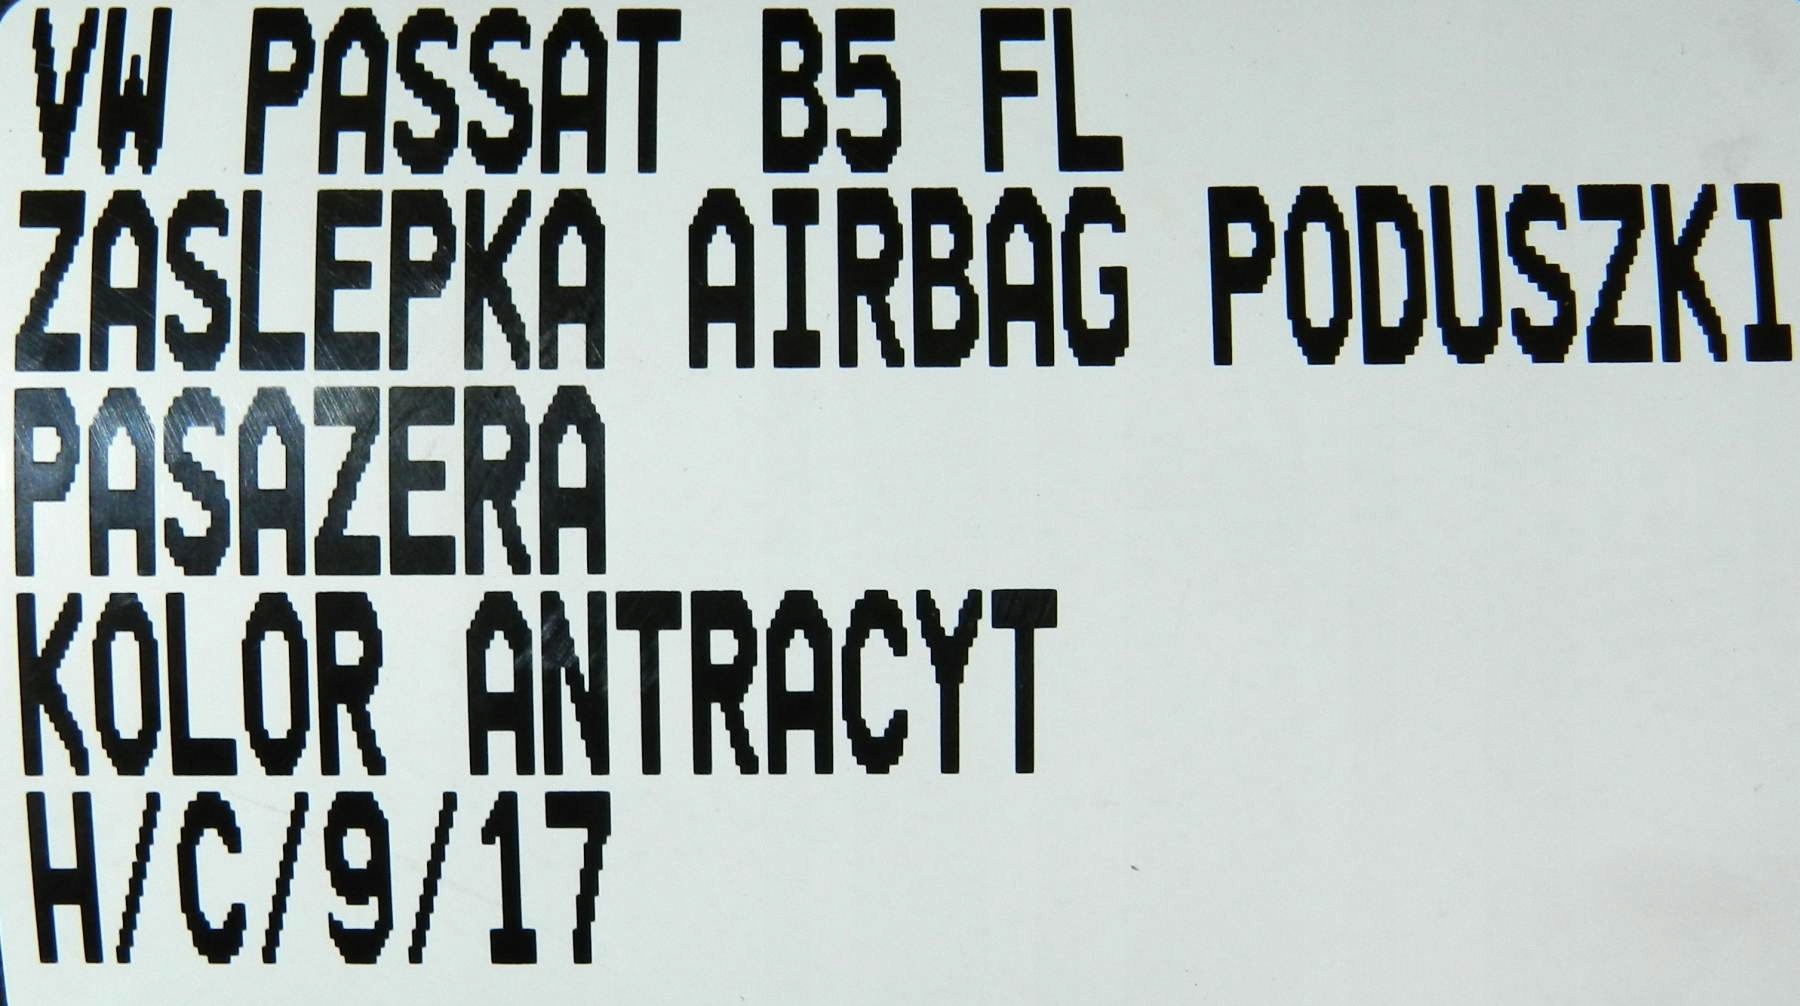 VW PASSAT B5 FL
ZASLEPKA AIRBAG PODUSZKI
PASAZERA
KOLOR ANTRACYT
H/C/9/17